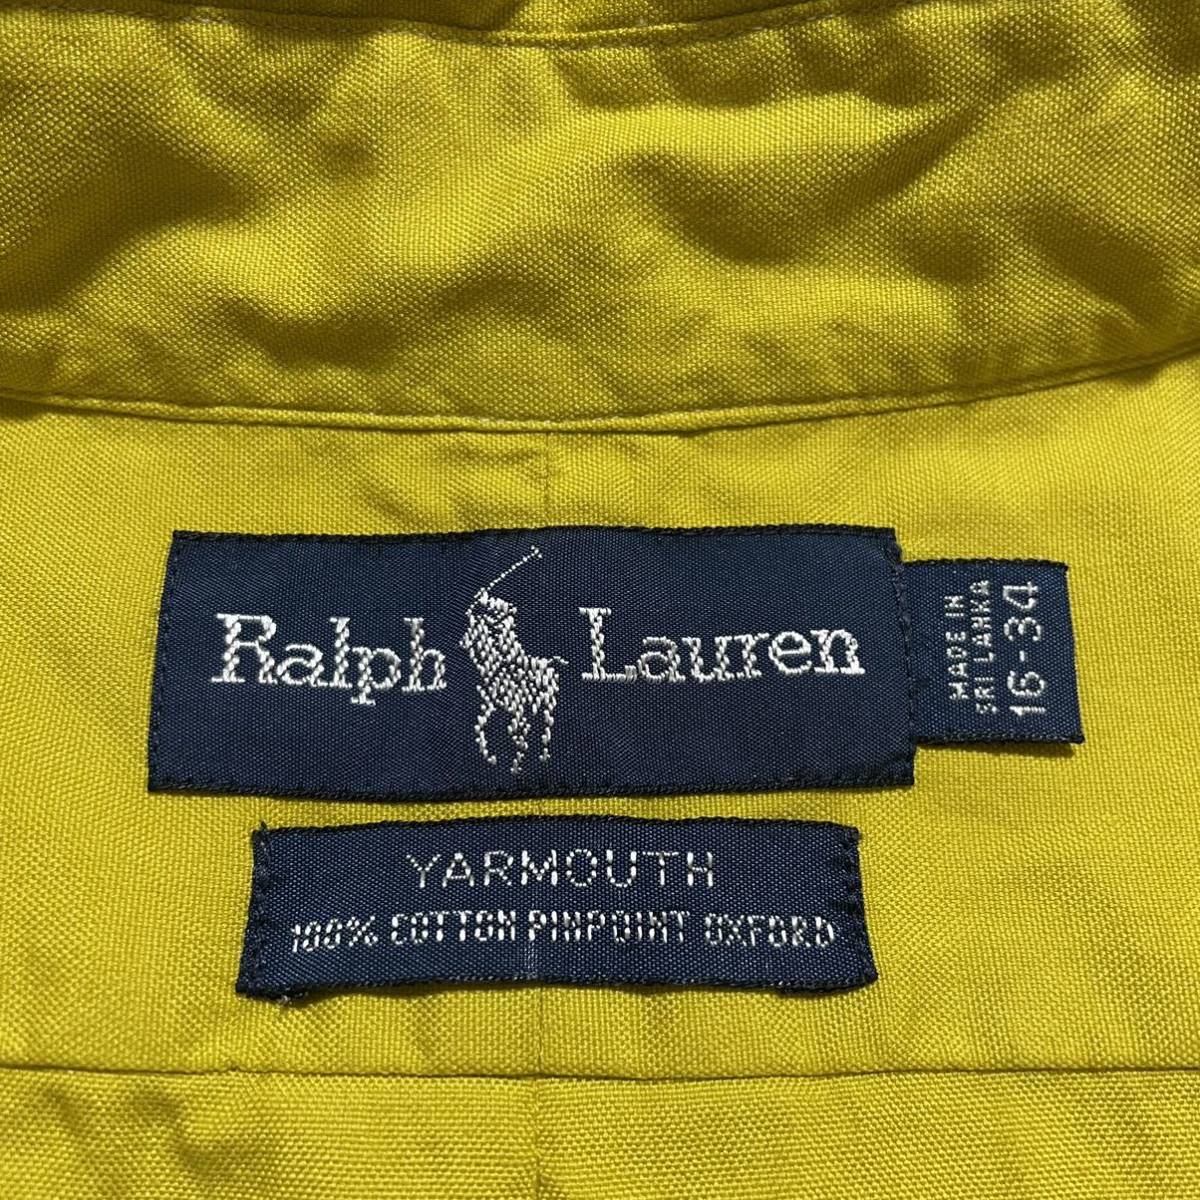 Ralph Lauren
MADE IN
SRI LANKA
16-34
YARMOUTH
100% COTTON PINPOINT OXFORD